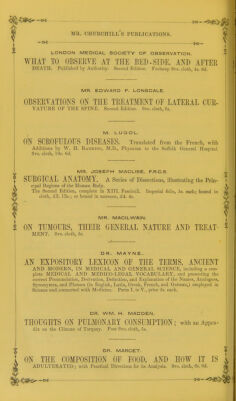 MR. CHURCHILL'S PUBLICATIONS.
LONDON MEDICAL SOCIETY OF OBSERVATION.
WHAT TO OBSERVE AT THE BED-SIDE, AND AFTER
DEATH. Published by Authority. Second Edition. Foolscap 8vo. cloth, 4s. 6d.
MR. EDWARD F. LONSDALE.
OBSERVATIONS ON THE TREATMENT OF LATERAL CUR-
VATURE OF THE SPINE. Second Edition. 8vo. cloth, 6s.
M. LUGOL.
ON SCROFULOUS DISEASES. Translated from the French, with
Additions by W. H. RANKING, M.D., Physician to the Suffolk General Hospital.
8vo. cloth,
MR. JOSEPH MACLISE, F.R.C.S.
SURGICAL ANATOMY. A Series of Dissections, illustrating the Prin-
cipal Regions of the Human Body.
The Second Edition, complete in XIII. Fasciculi. Imperial folio, 5s. each; bound in
cloth, £3. 12s.; or bound in morocco, £4. 4s.
MR. MACILWAIN.
ON TUMOURS, THEIR GENERAL NATURE AND TREAT-
MENT. 8vo. cloth, 5s.
DR. MAYNE.
AN EXPOSITORY LEXICON OF THE TERMS, ANCIENT
AND MODERN, IN MEDICAL AND GENERAL SCIENCE, including a com-
plete MEDICAL AND MEDICO-LEGAL VOCABULARY, and presenting the
correct Pronunciation, Derivation, Definition and Explanation of the Names, Analogues,
Synonymes, and Phrases (in English, Latin, Greek, French, and German,) employed in
Science and connected with Medicine. Parts I. to V., price 5s. each.
DR. WM. H. MADDEN.
THOUGHTS ON PULMONARY CONSUMPTION; with an Appen-
dix on the Climate of Torquay. Post 8vo. cloth, 5s.
DR. MARCET.
ON THE COMPOSITION OF FOOD, AND HOW IT IS
ADULTERATED; with Practical Directions for its Analysis. 8vo. cloth, 6s. 6d.